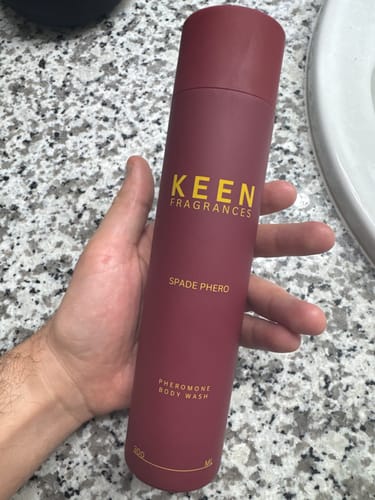 KEEN
FRAGRANCES
SPADE PHERO
PHEROMONE
BODY WASH
300 ML